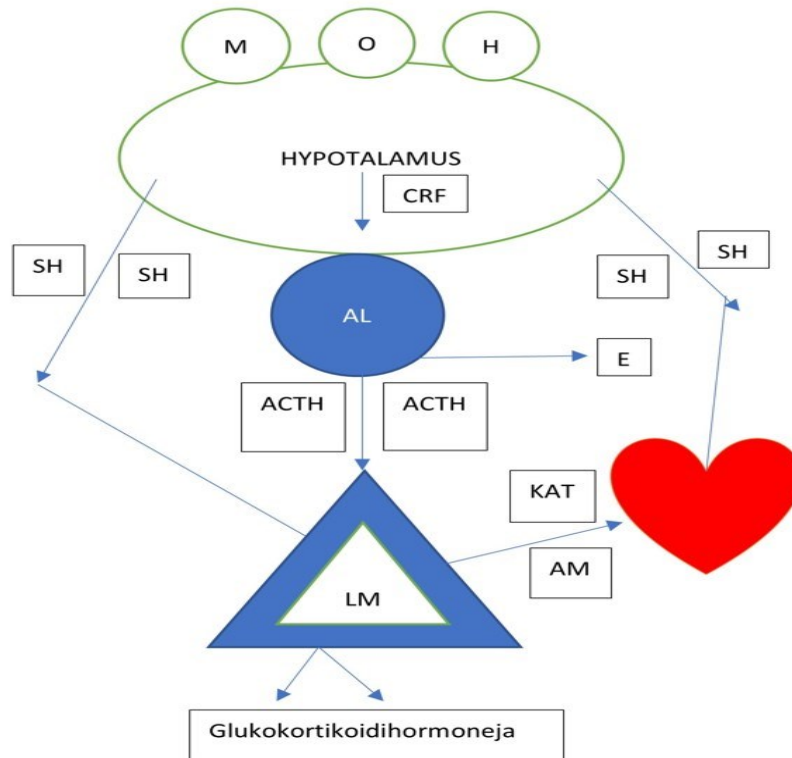 M
O
H
HYPOTALAMUS
CRF
SH
SH
SH
SH
AL
E
ACTH
ACTH
KAT
AM
LM
Glukokortikoidihormoneja